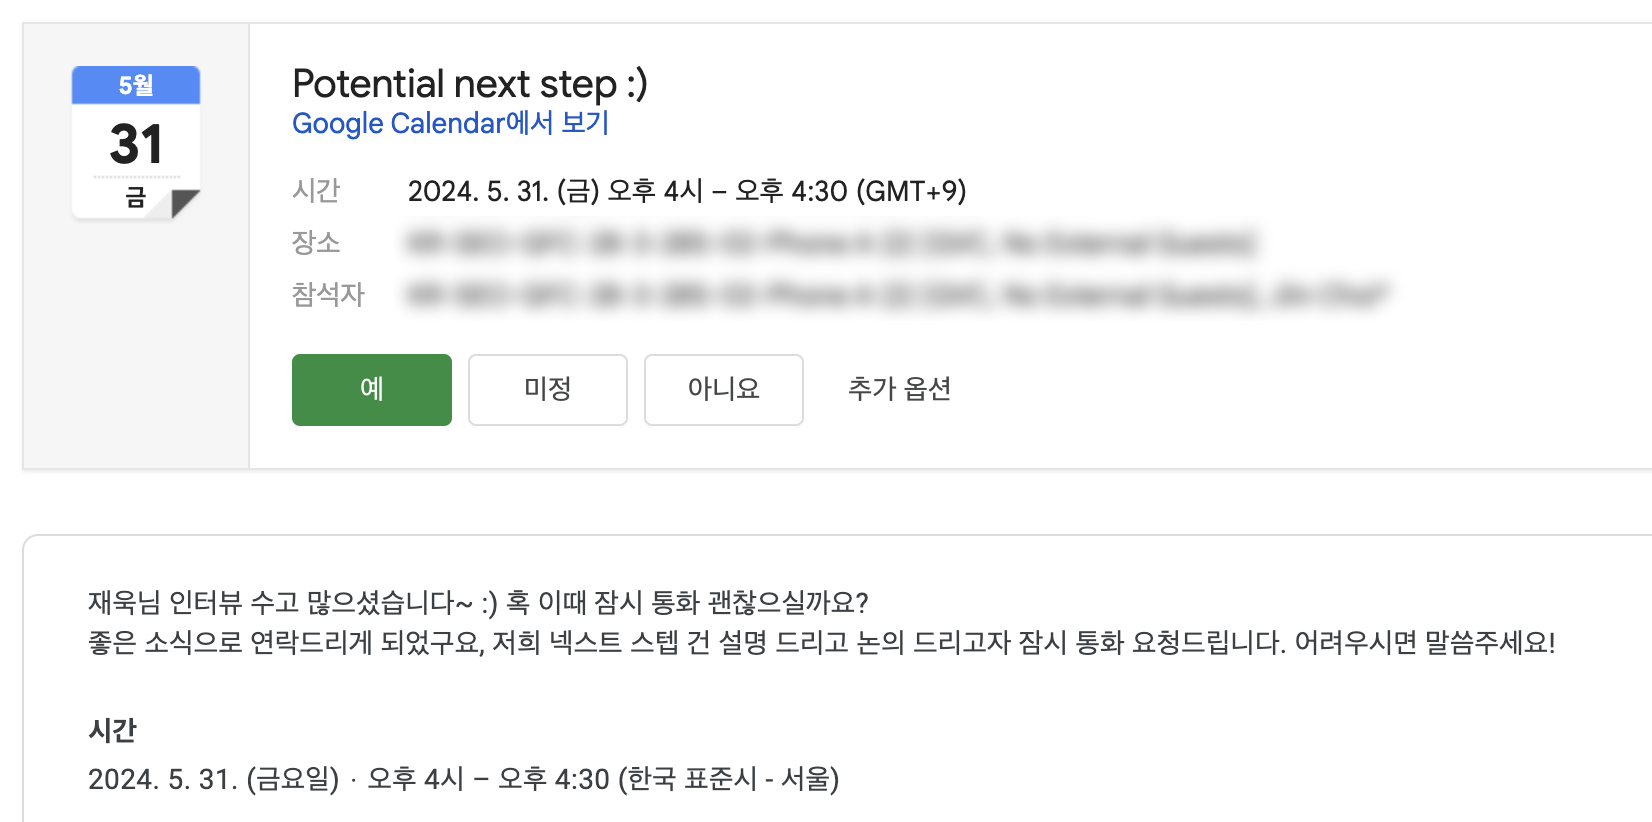 5월
31
금
Potential next step :)
Google Calendar에서 보기
시간 2024. 5. 31. (금) 오후 4시 – 오후 4:30 (GMT+9)
장소
참석자
예 미정 아니요 추가 옵션
재욱님 인터뷰 수고 많으셨습니다~ :) 혹 이때 잠시 통화 괜찮으실까요?
좋은 소식으로 연락드리게 되었구요, 저희 넥스트 스텝 건 설명 드리고 논의 드리고자 잠시 통화 요청드립니다. 어려우시면 말씀주세요!
시간
2024. 5. 31. (금요일) · 오후 4시 – 오후 4:30 (한국 표준시 - 서울)